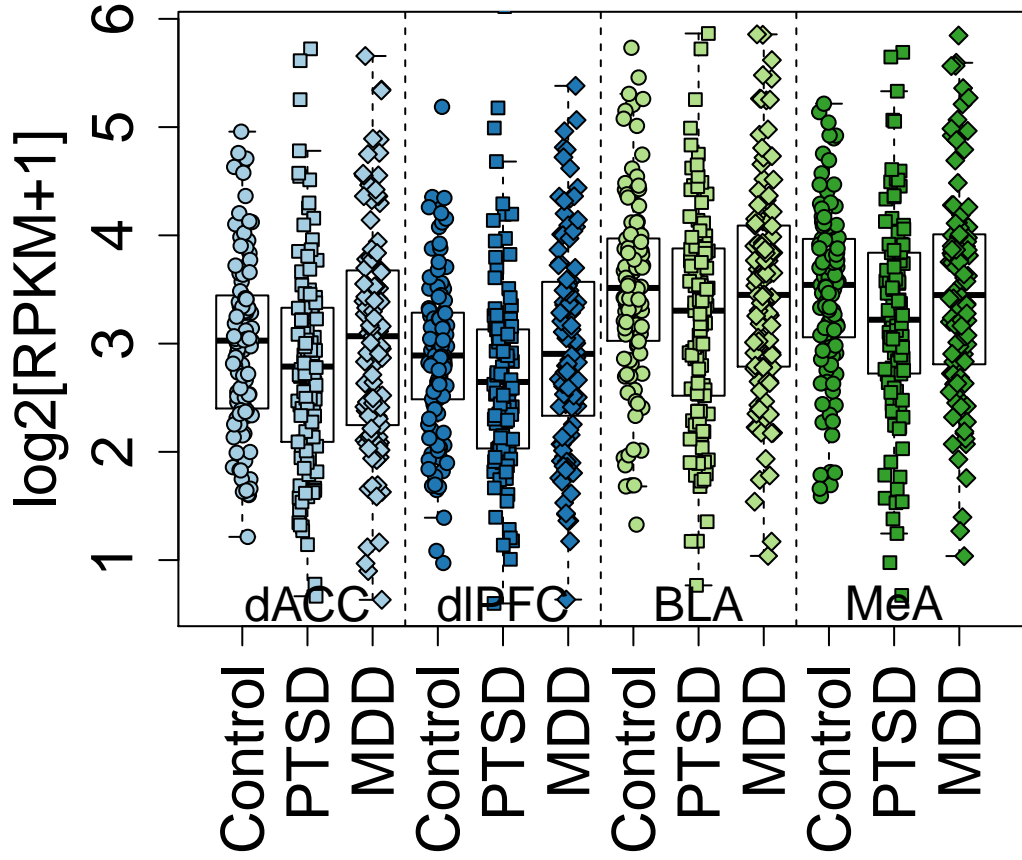 log2[RPKM+1]
6
5
4
3
2
1
dACC dlPFC BLA MeA
Control PTSD MDD Control PTSD MDD Control PTSD MDD Control PTSD MDD